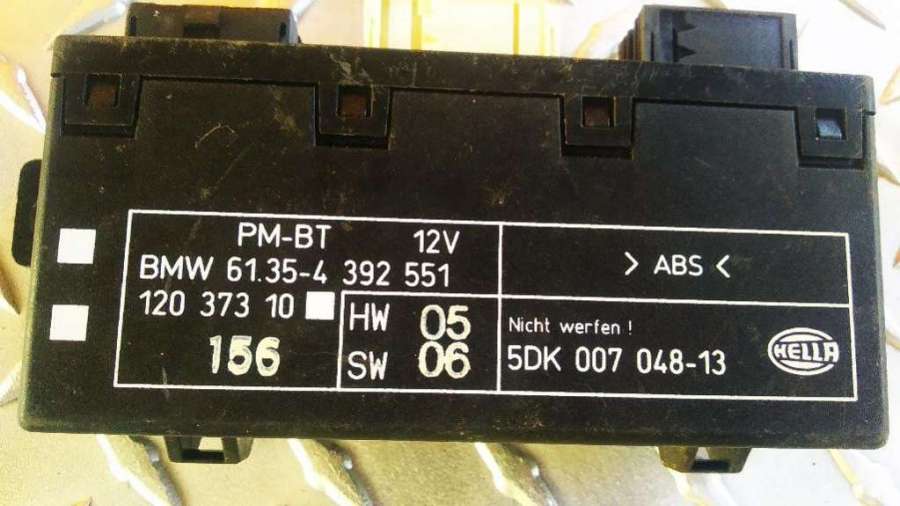 PM-BT 12V
BMW 61.35-4 392 551
120 373 10
156
HW 05
SW 06
> ABS <
Nicht werfen !
5DK 007 048-13
HELLA